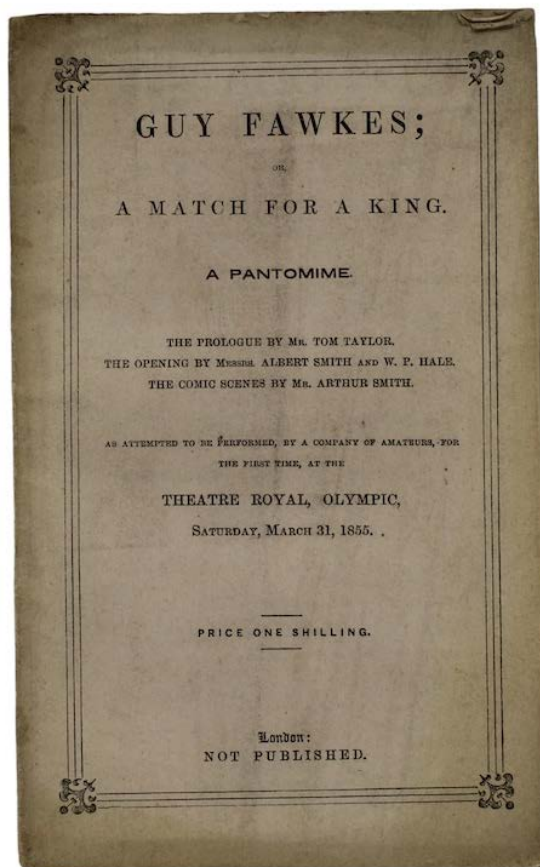 GUY FAWKES;
OR,
A MATCH FOR A KING.
A PANTOMIME.
THE PROLOGUE BY MR. TOM TAYLOR.
THE OPENING BY MESSRS. ALBERT SMITH AND W. P. HALE.
THE COMIC SCENES BY MR. ARTHUR SMITH.
AS ATTEMPTED TO BE PERFORMED, BY A COMPANY OF AMATEURS, FOR
THE FIRST TIME, AT THE
THEATRE ROYAL, OLYMPIC,
SATURDAY, MARCH 31, 1855.
PRICE ONE SHILLING.
London:
NOT PUBLISHED.